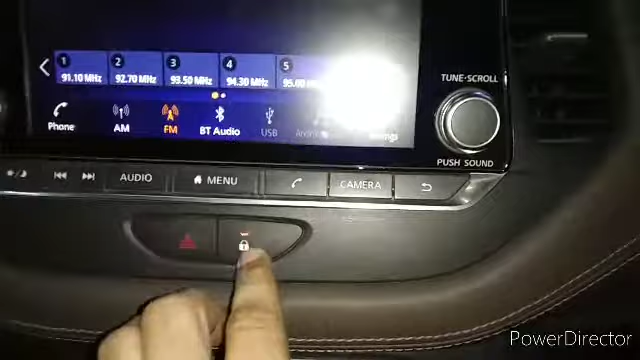 1 2 3 4 5
91.10 MHz 92.70 MHz 93.50 MHz 94.30 MHz
TUNE·SCROLL
Phone AM FM BT Audio USB
PUSH SOUND
AUDIO MENU CAMERA
PowerDirector